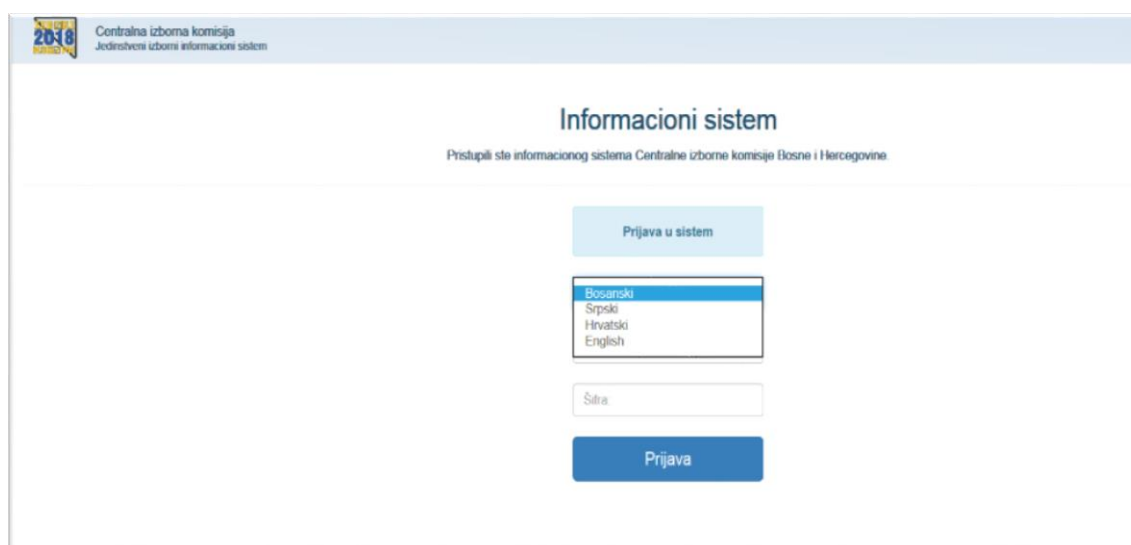 2018
Centralna izborna komisija
Jedinstveni izborni informacioni sistem
Informacioni sistem
Pristupili ste informacionog sistema Centralne izborne komisije Bosne i Hercegovine.
Prijava u sistem
Bosanski
Srpski
Hrvatski
English
Šifra:
Prijava